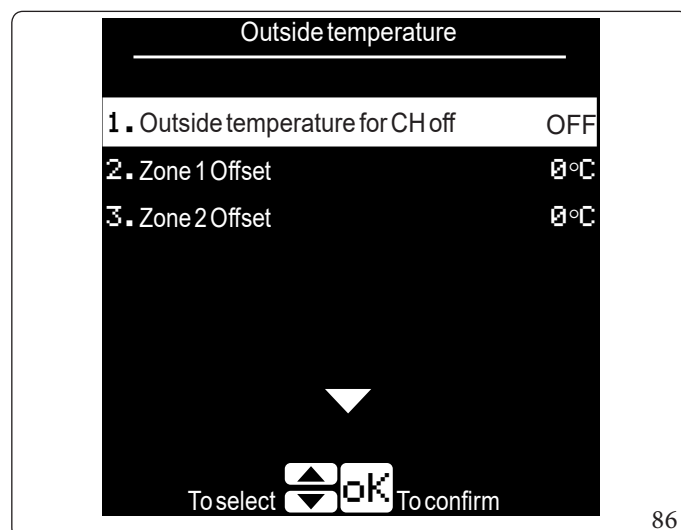 Outside temperature
1. Outside temperature for CH off OFF
2. Zone 1 Offset 0°C
3. Zone 2 Offset 0°C
To select oK To confirm
86